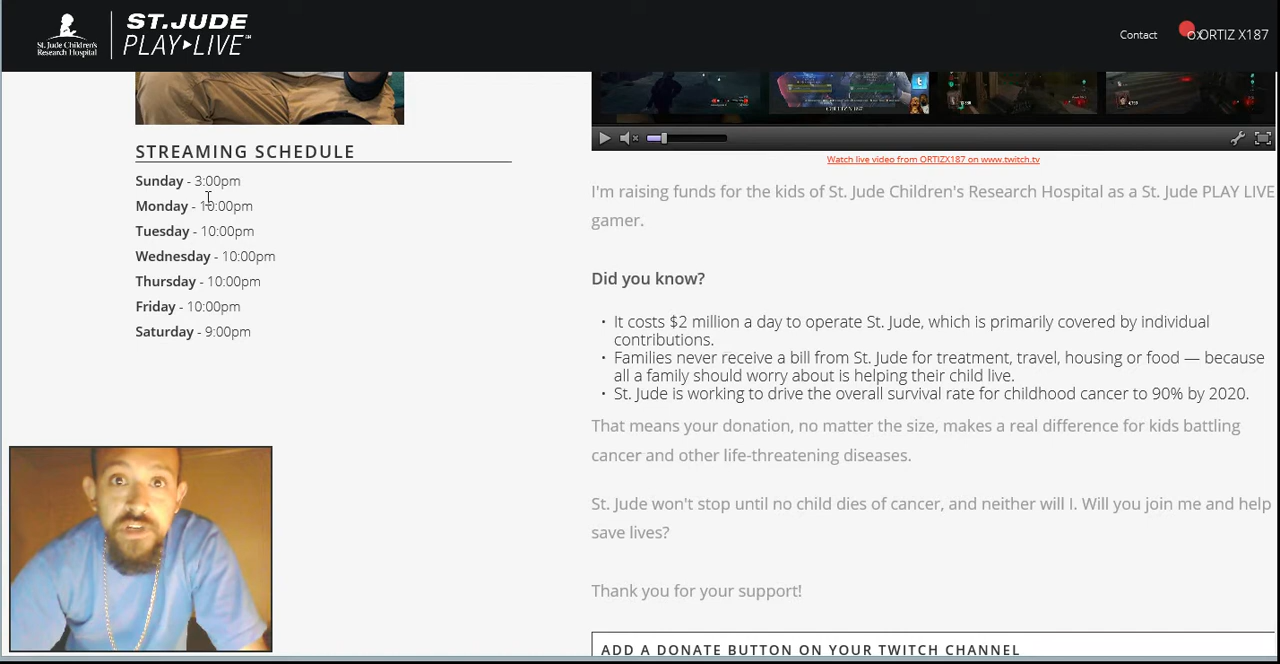 St. Jude Children's
Research Hospital
ST.JUDE
PLAY LIVE
Contact
ORTIZ X187
STREAMING SCHEDULE
Sunday - 3:00pm
Monday - 10:00pm
Tuesday - 10:00pm
Wednesday - 10:00pm
Thursday - 10:00pm
Friday - 10:00pm
Saturday - 9:00pm
Watch live video from ORTIZX187 on www.twitch.tv
I'm raising funds for the kids of St. Jude Children's Research Hospital as a St. Jude PLAY LIVE
gamer.
Did you know?
• It costs $2 million a day to operate St. Jude, which is primarily covered by individual
contributions.
• Families never receive a bill from St. Jude for treatment, travel, housing or food — because
all a family should worry about is helping their child live.
• St. Jude is working to drive the overall survival rate for childhood cancer to 90% by 2020.
That means your donation, no matter the size, makes a real difference for kids battling
cancer and other life-threatening diseases.
St. Jude won't stop until no child dies of cancer, and neither will I. Will you join me and help
save lives?
Thank you for your support!
ADD A DONATE BUTTON ON YOUR TWITCH CHANNEL